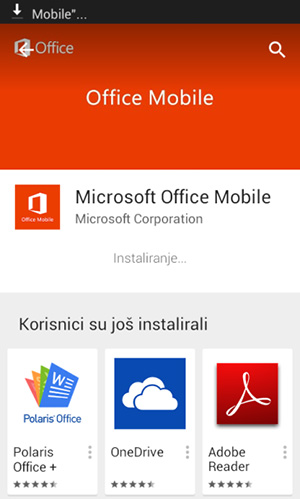 Mobile"...
Office
Office Mobile
Office Mobile
Microsoft Office Mobile
Microsoft Corporation
Instaliranje...
Korisnici su još instalirali
Polaris Office
Polaris
Office +
OneDrive
Adobe
Reader